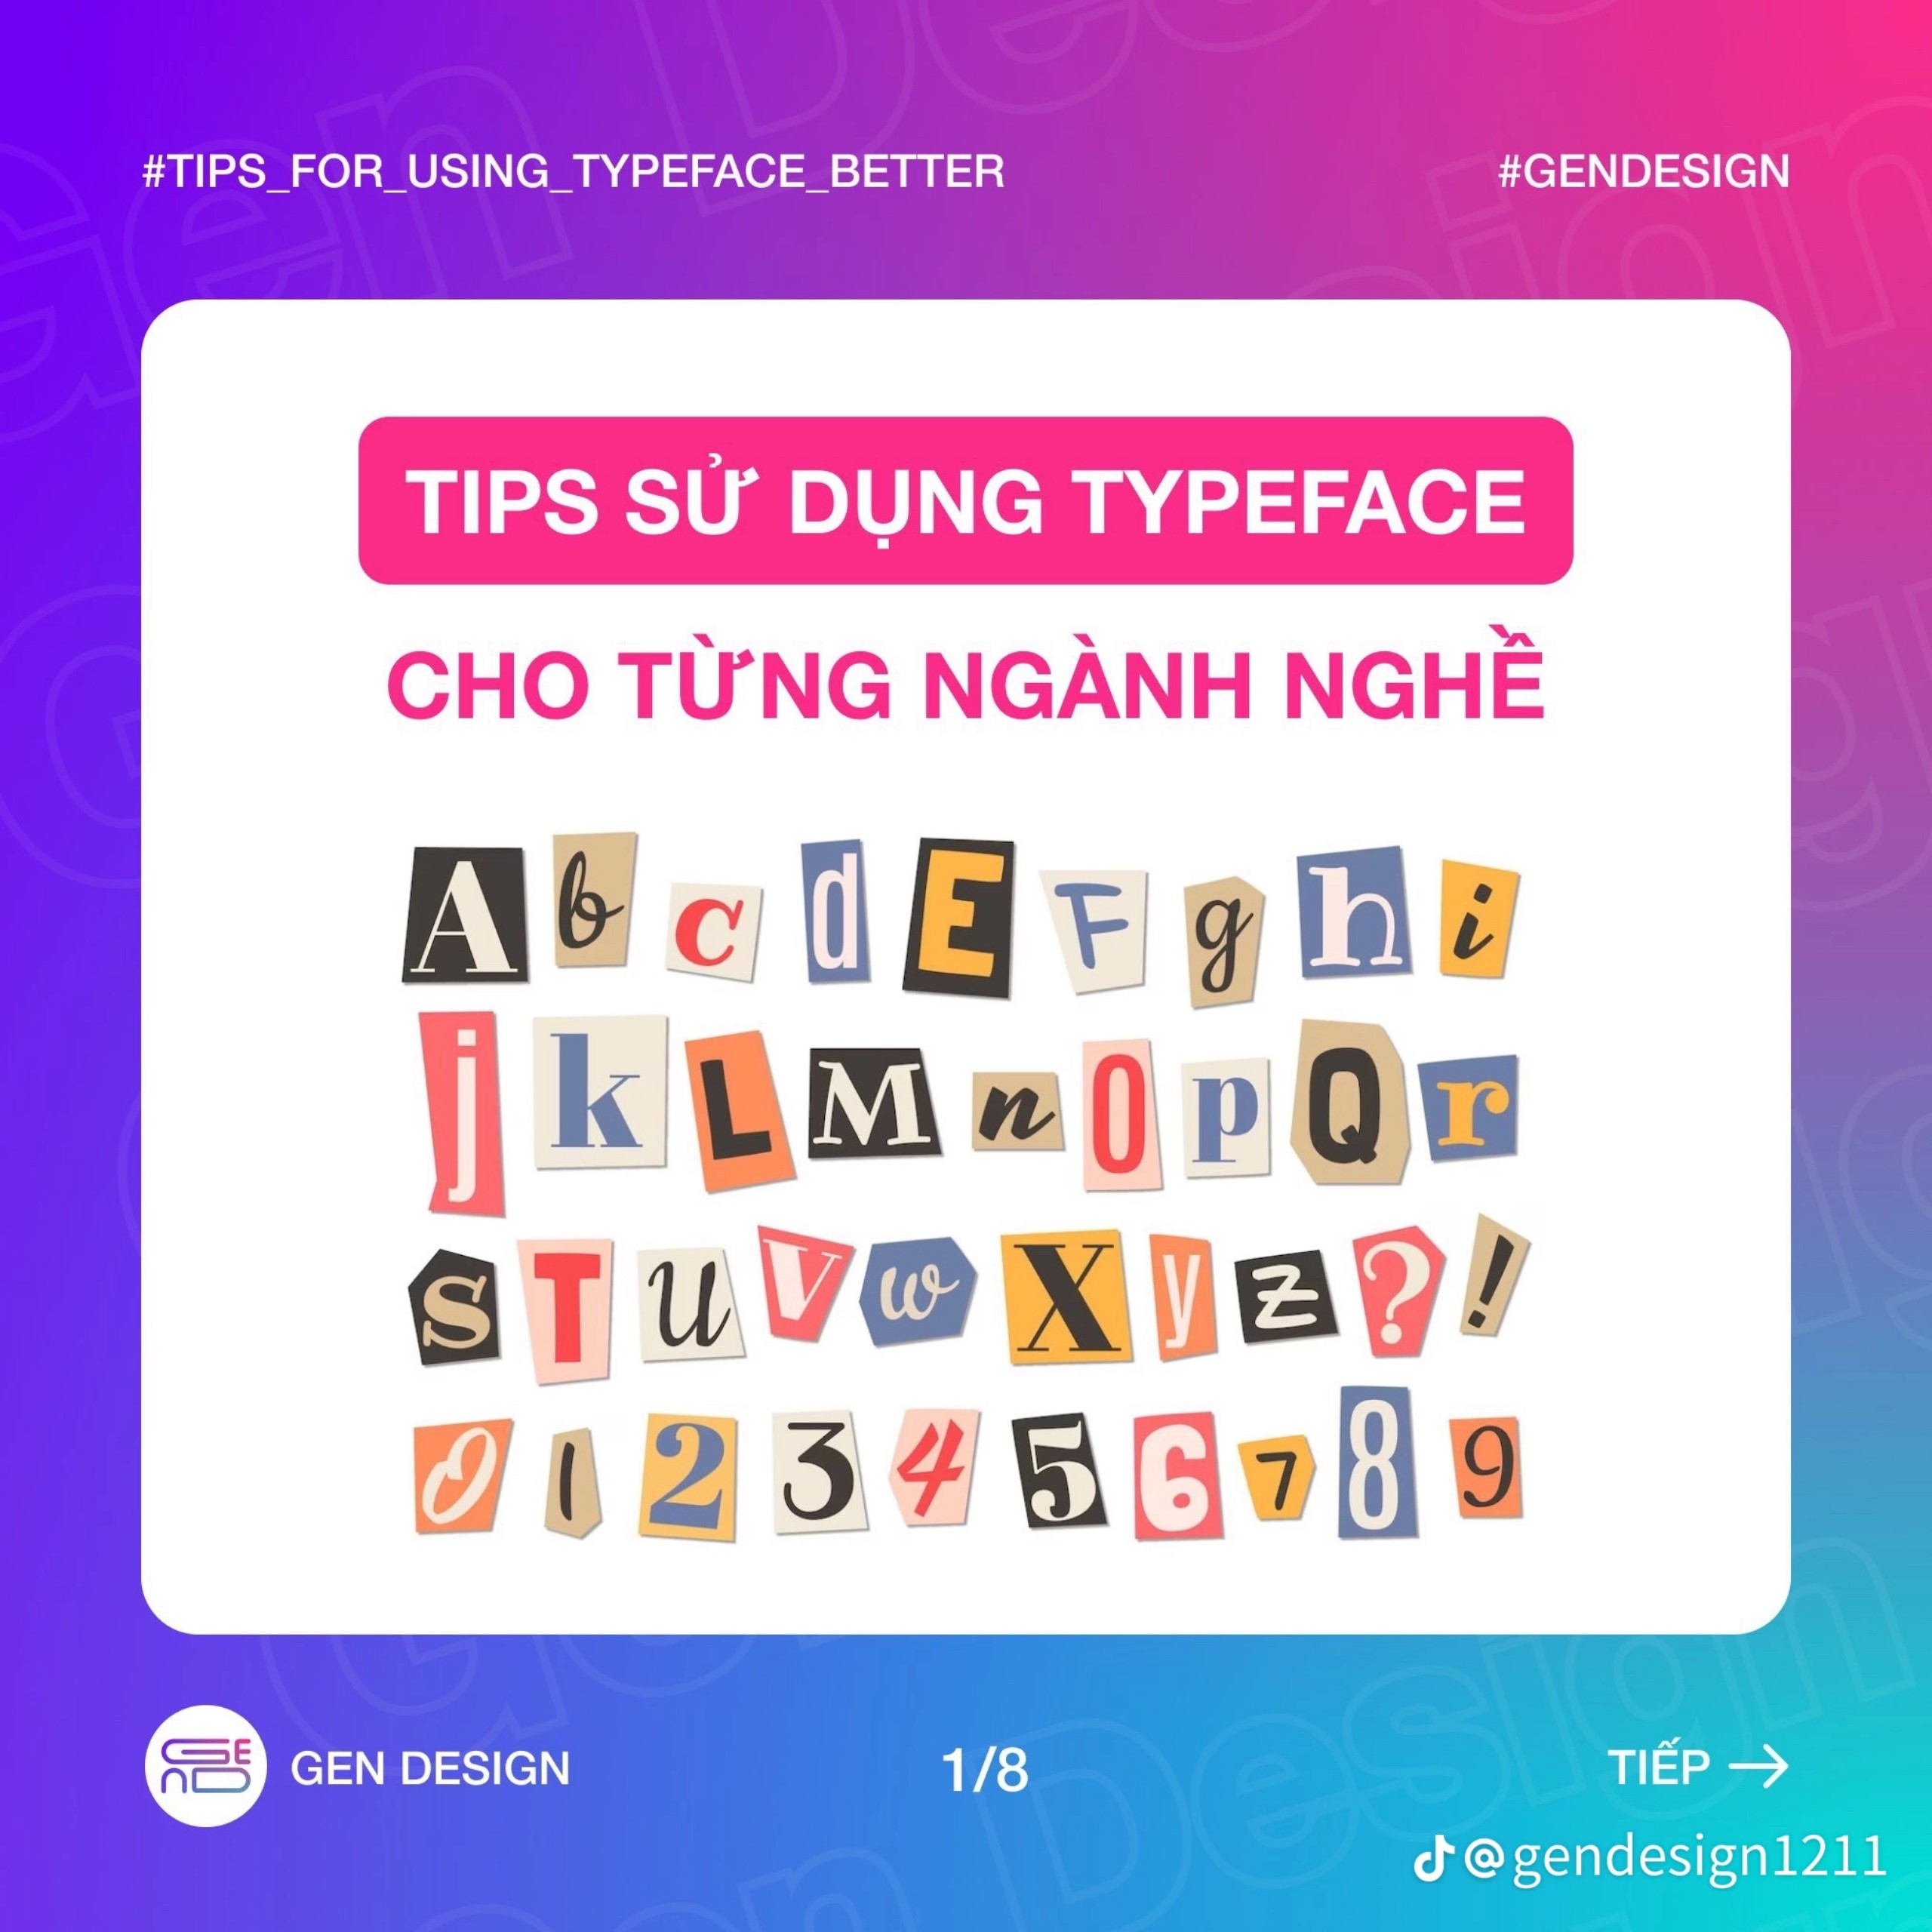 #TIPS_FOR_USING_TYPEFACE_BETTER #GENDESIGN
TIPS SỬ DỤNG TYPEFACE
CHO TỪNG NGÀNH NGHỀ
A b c d E F g h i
j k L M n O p Q r
S T u V w X y z ? !
0 1 2 3 4 5 6 7 8 9
GEN DESIGN 1/8 TIẾP →
@gendesign1211